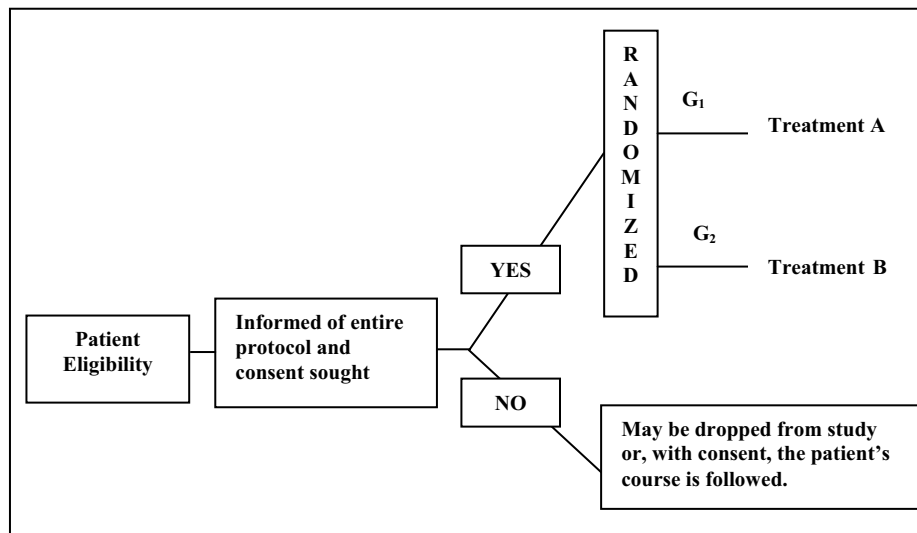 Patient
Eligibility
Informed of entire
protocol and
consent sought
YES
NO
RANDOMIZED
G₁
Treatment A
G₂
Treatment B
May be dropped from study
or, with consent, the patient's
course is followed.